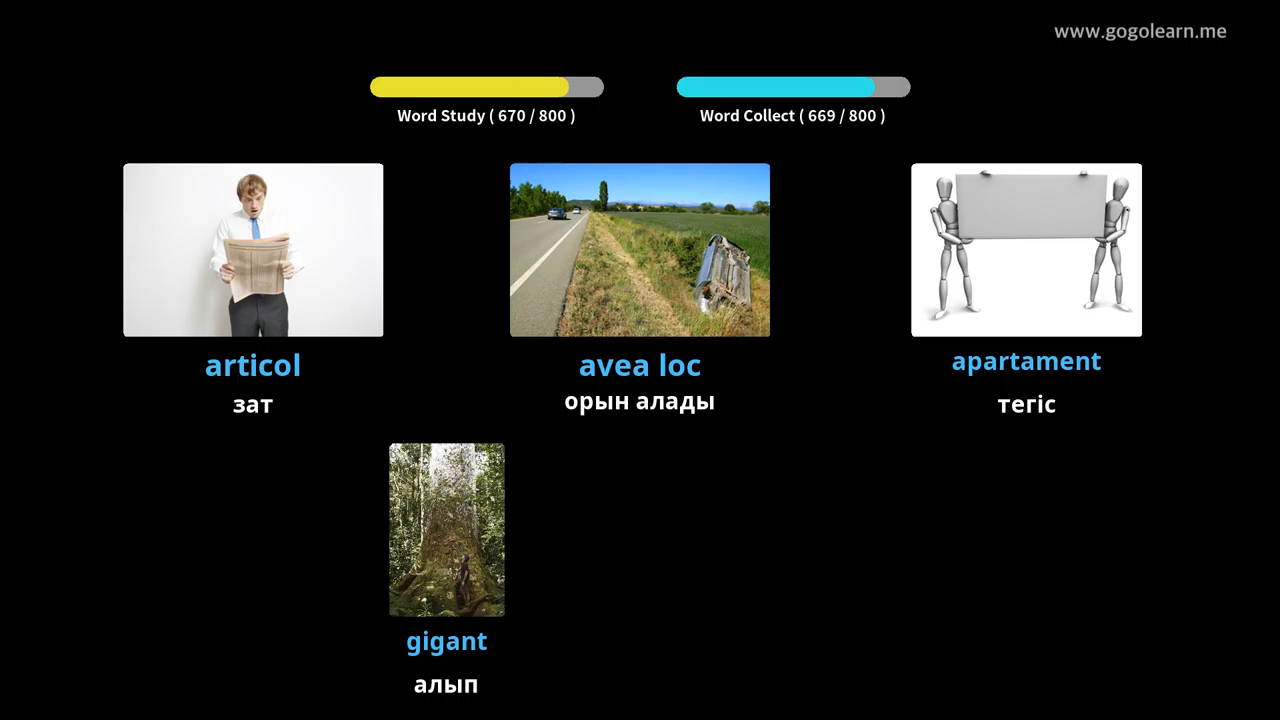 www.gogolearn.me
Word Study ( 670 / 800 )
Word Collect ( 669 / 800 )
articol
зат
avea loc
орын алады
apartament
тегіс
gigant
алып